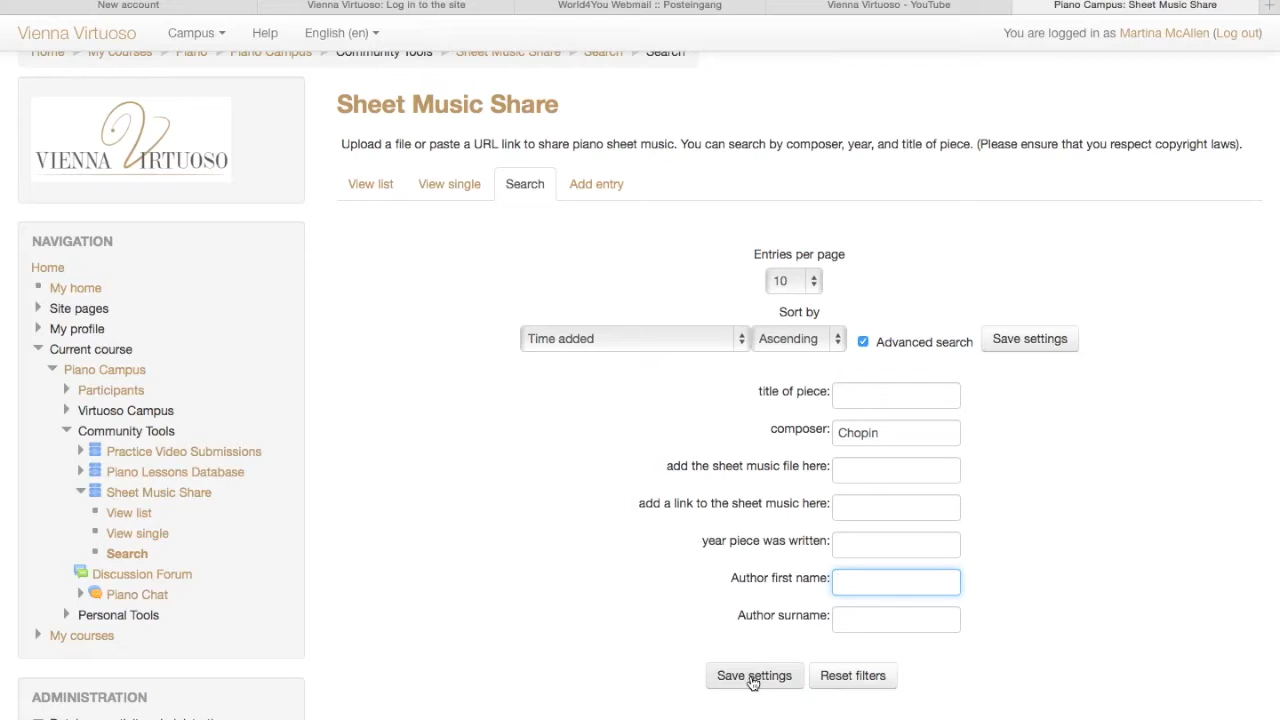 New account
Vienna Virtuoso: Log in to the site
World4You Webmail :: Posteingang
Vienna Virtuoso - YouTube
Piano Campus: Sheet Music Share
Vienna Virtuoso
Campus
Help
English (en)
You are logged in as Martina McAllen (Log out)
Home
My courses
Piano
Piano Campus
Community Tools
Sheet Music Share
Search
Search
VIENNA VIRTUOSO
NAVIGATION
Home
My home
Site pages
My profile
Current course
Piano Campus
Participants
Virtuoso Campus
Community Tools
Practice Video Submissions
Piano Lessons Database
Sheet Music Share
View list
View single
Search
Discussion Forum
Piano Chat
Personal Tools
My courses
ADMINISTRATION
Sheet Music Share
Upload a file or paste a URL link to share piano sheet music. You can search by composer, year, and title of piece. (Please ensure that you respect copyright laws).
View list
View single
Search
Add entry
Entries per page
10
Sort by
Time added
Ascending
Advanced search
Save settings
title of piece:
composer: Chopin
add the sheet music file here:
add a link to the sheet music here:
year piece was written:
Author first name:
Author surname:
Save settings
Reset filters